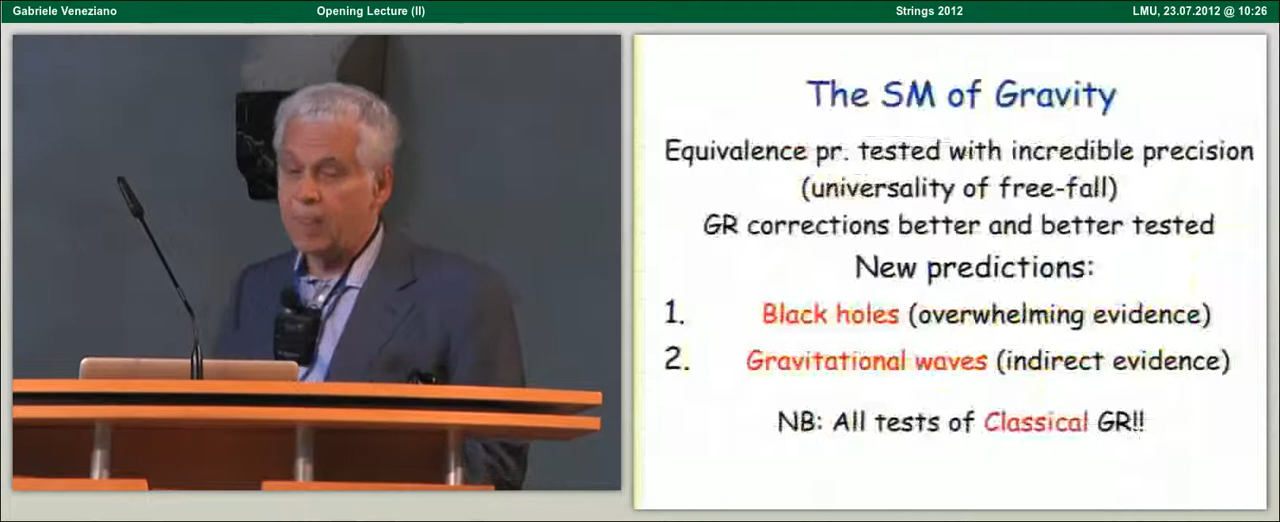 Gabriele Veneziano Opening Lecture (II) Strings 2012 LMU, 23.07.2012 @ 10:26
The SM of Gravity
Equivalence pr. tested with incredible precision
(universality of free-fall)
GR corrections better and better tested
New predictions:
1. Black holes (overwhelming evidence)
2. Gravitational waves (indirect evidence)
NB: All tests of Classical GR!!